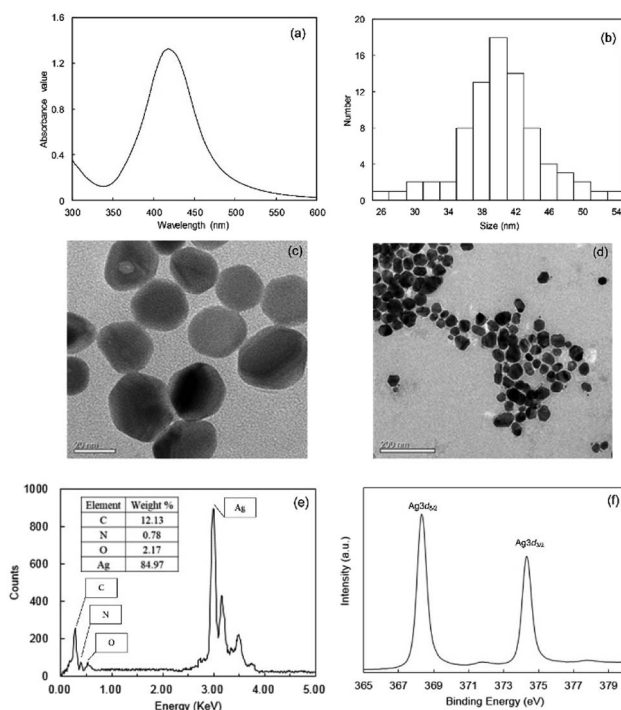 (a)
Absorbance value
1.6
1.2
0.8
0.4
0
300 350 400 450 500 550 600
Wavelength (nm)
(b)
Number
20
16
12
8
4
0
26 30 34 38 42 46 50 54
Size (nm)
(c)
20 nm
(d)
200 nm
(e)
Counts
1000
800
600
400
200
0
Element Weight %
C 12.13
N 0.78
O 2.17
Ag 84.97
Ag
C
N
O
0.00 1.00 2.00 3.00 4.00 5.00
Energy (KeV)
(f)
Intensity (a.u.)
Ag3d5/2
Ag3d3/2
365 367 369 371 373 375 377 379
Binding Energy (eV)